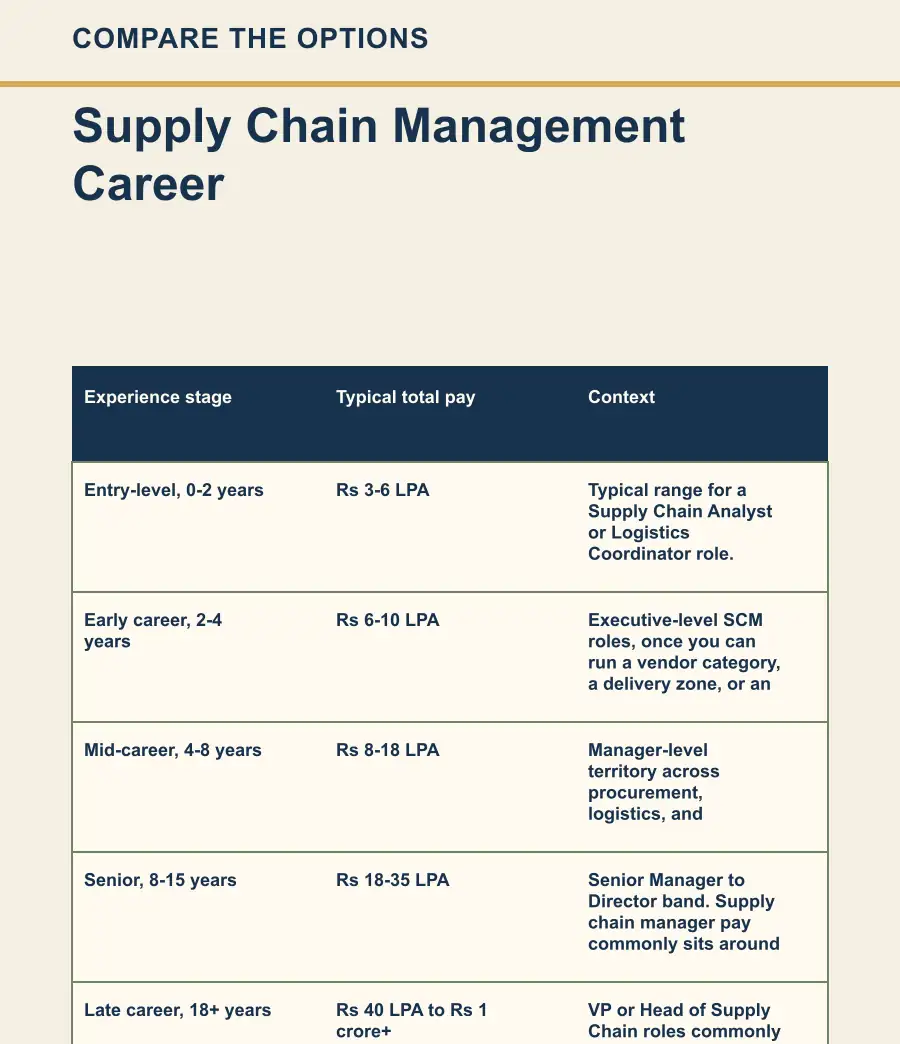 COMPARE THE OPTIONS
Supply Chain Management
Career
Experience stage
Typical total pay
Context
Entry-level, 0-2 years
Rs 3-6 LPA
Typical range for a
Supply Chain Analyst
or Logistics
Coordinator role.
Early career, 2-4
years
Rs 6-10 LPA
Executive-level SCM
roles, once you can
run a vendor category,
a delivery zone, or an
Mid-career, 4-8 years
Rs 8-18 LPA
Manager-level
territory across
procurement,
logistics, and
Senior, 8-15 years
Rs 18-35 LPA
Senior Manager to
Director band. Supply
chain manager pay
commonly sits around
Late career, 18+ years
Rs 40 LPA to Rs 1
crore+
VP or Head of Supply
Chain roles commonly